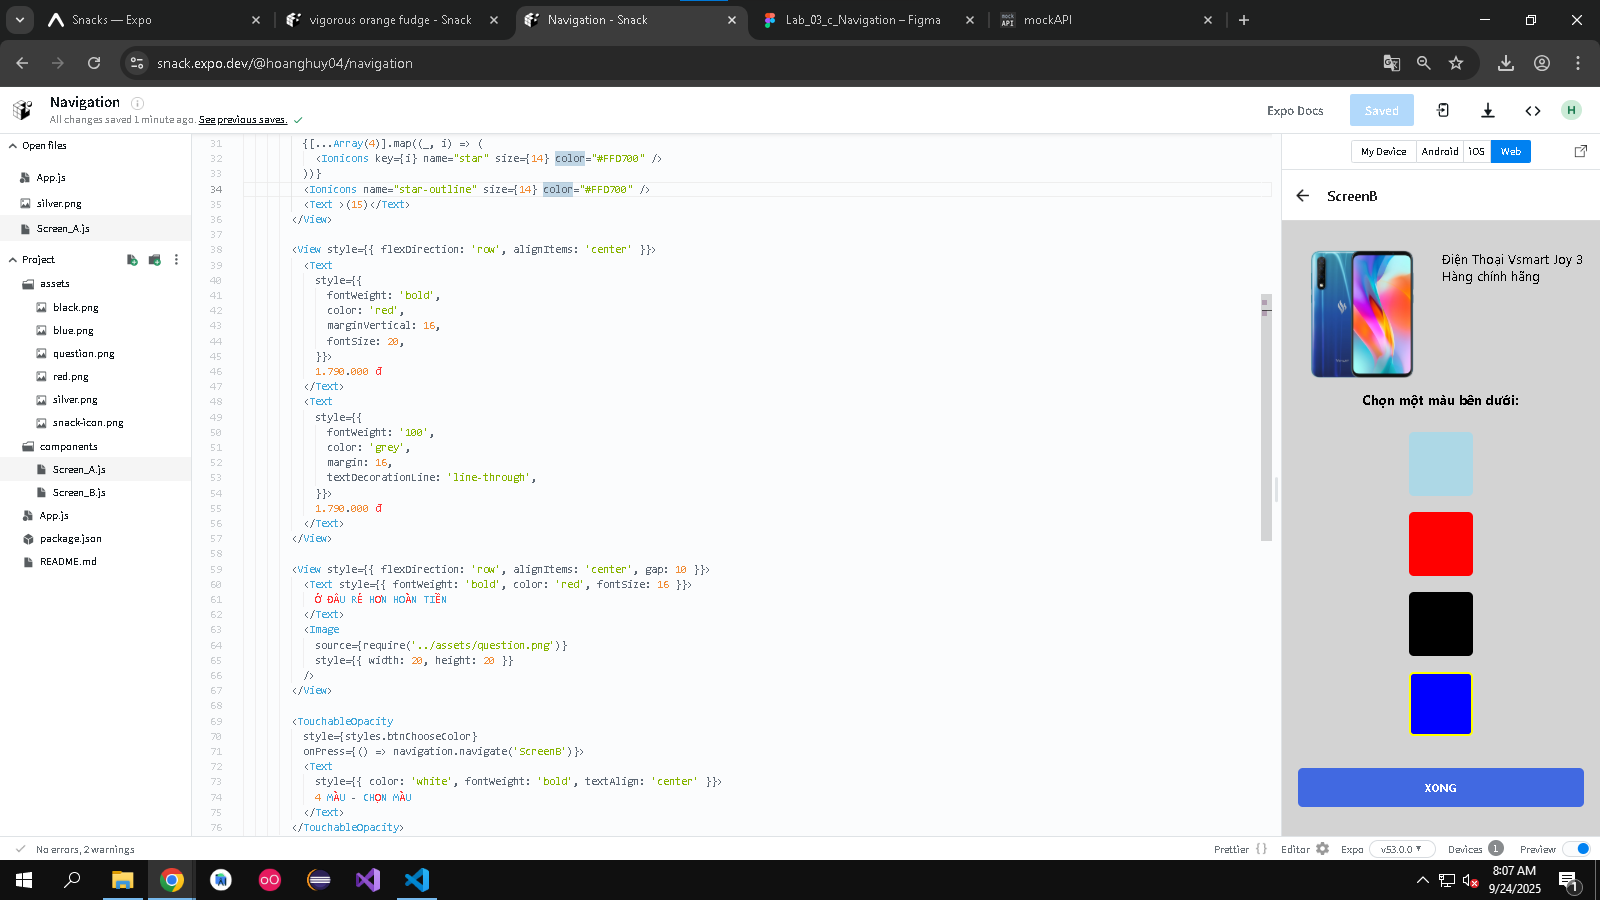 Snacks — Expo
vigorous orange fudge - Snack
Navigation - Snack
Lab_03_c_Navigation – Figma
mock API
mockAPI
snack.expo.dev/@hoanghuy04/navigation
Navigation
All changes saved 1 minute ago. See previous saves.
Expo Docs
Saved
H
Open files
App.js
silver.png
Screen_A.js
Project
assets
black.png
blue.png
question.png
red.png
silver.png
snack-icon.png
components
Screen_A.js
Screen_B.js
App.js
package.json
README.md
31 {[...Array(4)].map((_, i) => (
32 <Ionicons key={i} name="star" size={14} color="#FFD700" />
33 ))}
34 <Ionicons name="star-outline" size={14} color="#FFD700" />
35 <Text >(15)</Text>
36 </View>
37
38 <View style={{ flexDirection: 'row', alignItems: 'center' }}>
39 <Text
40 style={{
41 fontWeight: 'bold',
42 color: 'red',
43 marginVertical: 16,
44 fontSize: 20,
45 }}>
46 1.790.000 đ
47 </Text>
48 <Text
49 style={{
50 fontWeight: '100',
51 color: 'grey',
52 margin: 16,
53 textDecorationLine: 'line-through',
54 }}>
55 1.790.000 đ
56 </Text>
57 </View>
58
59 <View style={{ flexDirection: 'row', alignItems: 'center', gap: 10 }}>
60 <Text style={{ fontWeight: 'bold', color: 'red', fontSize: 16 }}>
61 Ở ĐÂU RẺ HƠN HOÀN TIỀN
62 </Text>
63 <Image
64 source={require('../assets/question.png')}
65 style={{ width: 20, height: 20 }}
66 />
67 </View>
68
69 <TouchableOpacity
70 style={styles.btnChooseColor}
71 onPress={() => navigation.navigate('ScreenB')}>
72 <Text
73 style={{ color: 'white', fontWeight: 'bold', textAlign: 'center' }}>
74 4 MÀU - CHỌN MÀU
75 </Text>
76 </TouchableOpacity>
My Device
Android
iOS
Web
ScreenB
Điện Thoại Vsmart Joy 3
Hàng chính hãng
Chọn một màu bên dưới:
XONG
No errors, 2 warnings
Prettier {}
Editor
Expo
v53.0.0
Devices 1
Preview
8:07 AM
9/24/2025
1